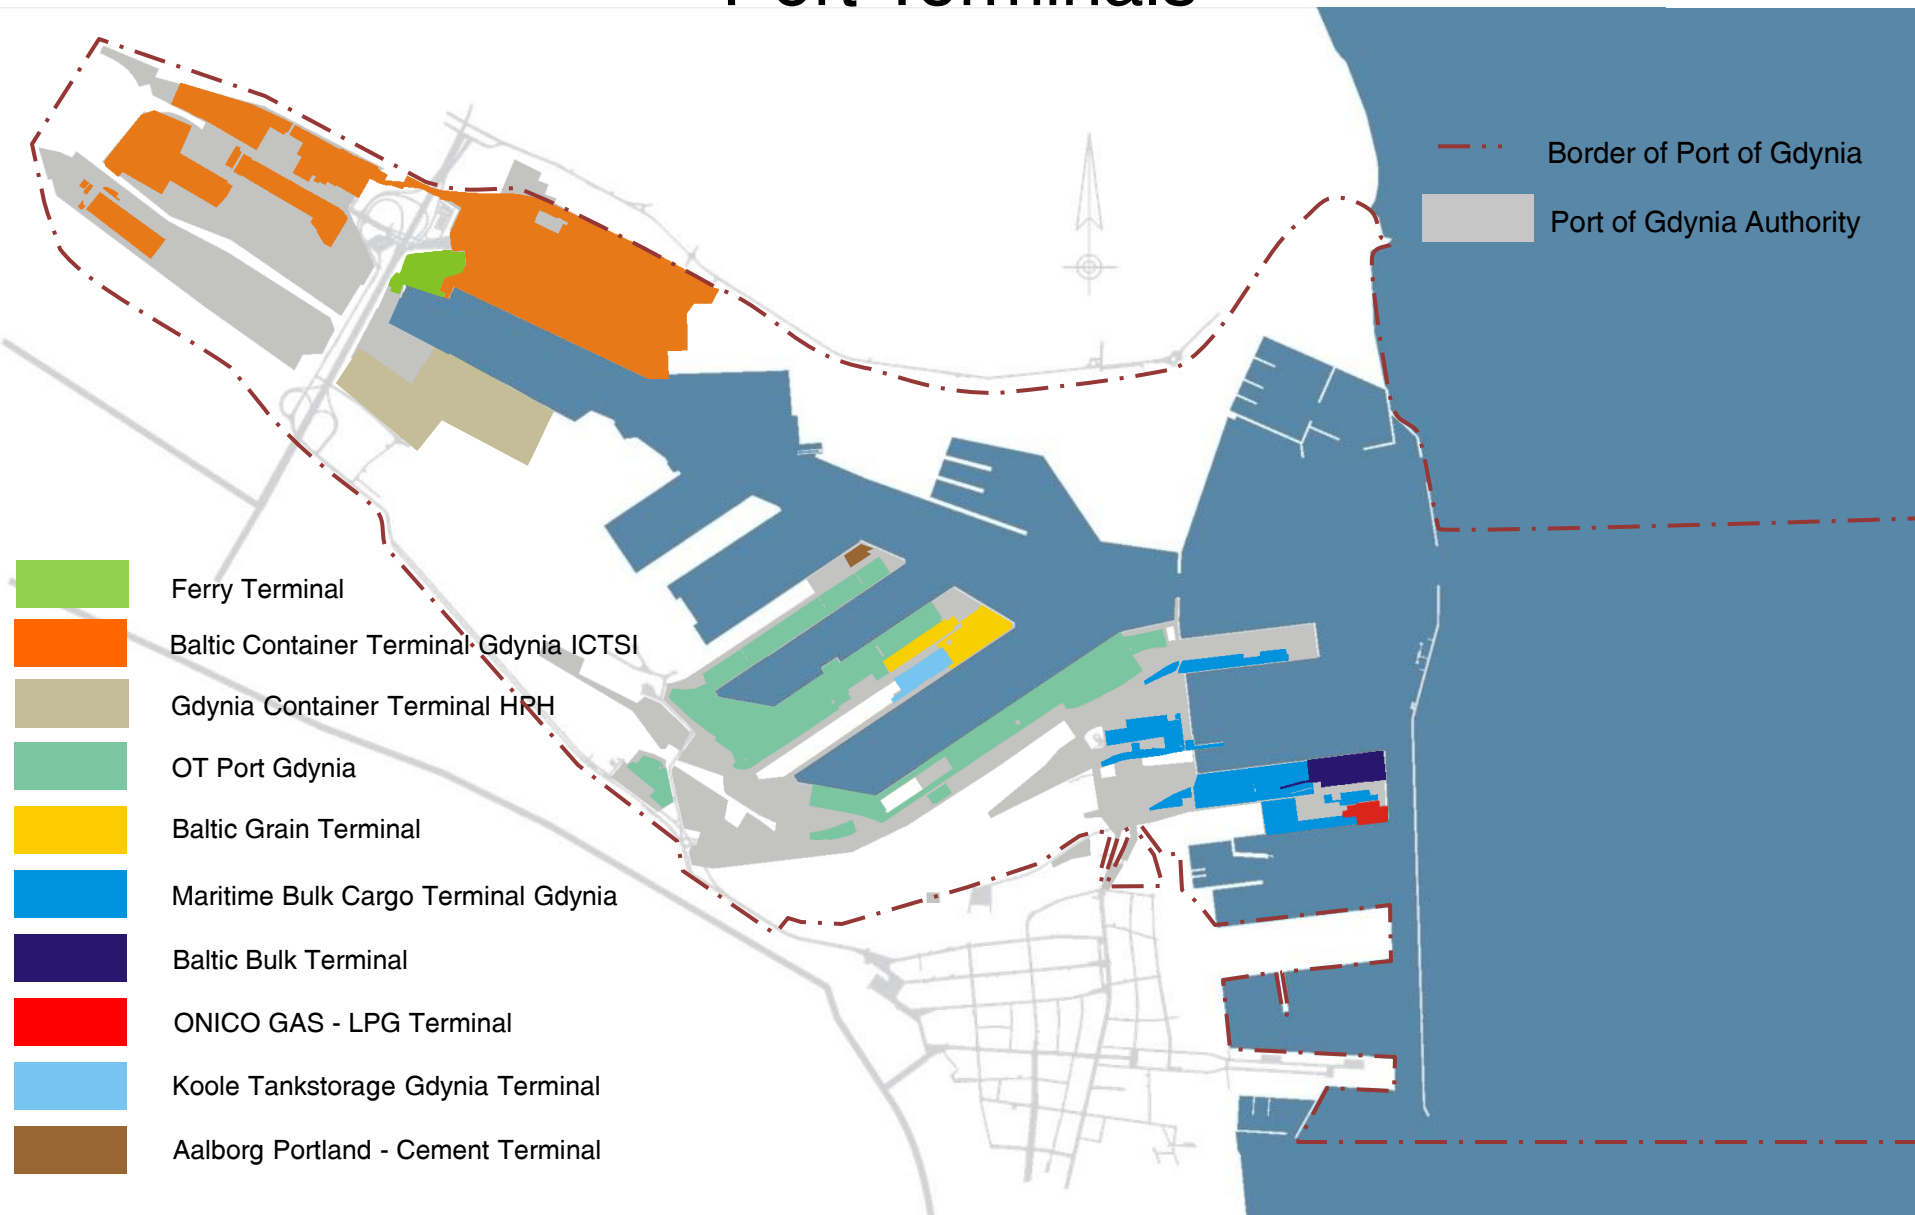 Port Terminals
Border of Port of Gdynia
Port of Gdynia Authority
Ferry Terminal
Baltic Container Terminal Gdynia ICTSI
Gdynia Container Terminal HPH
OT Port Gdynia
Baltic Grain Terminal
Maritime Bulk Cargo Terminal Gdynia
Baltic Bulk Terminal
ONICO GAS - LPG Terminal
Koole Tankstorage Gdynia Terminal
Aalborg Portland - Cement Terminal